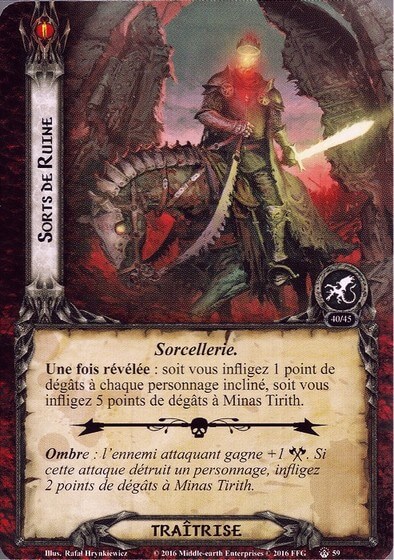 SORTS DE RUINE
40/45
Sorcellerie.
Une fois révélée : soit vous infligez 1 point de
dégâts à chaque personnage incliné, soit vous
infligez 5 points de dégâts à Minas Tirith.
Ombre : l'ennemi attaquant gagne +1 . Si
cette attaque détruit un personnage, infligez
2 points de dégâts à Minas Tirith.
TRAÎTRISE
Illus. Rafał Hrynkiewicz © 2016 Middle-earth Enterprises © 2016 FFG 59